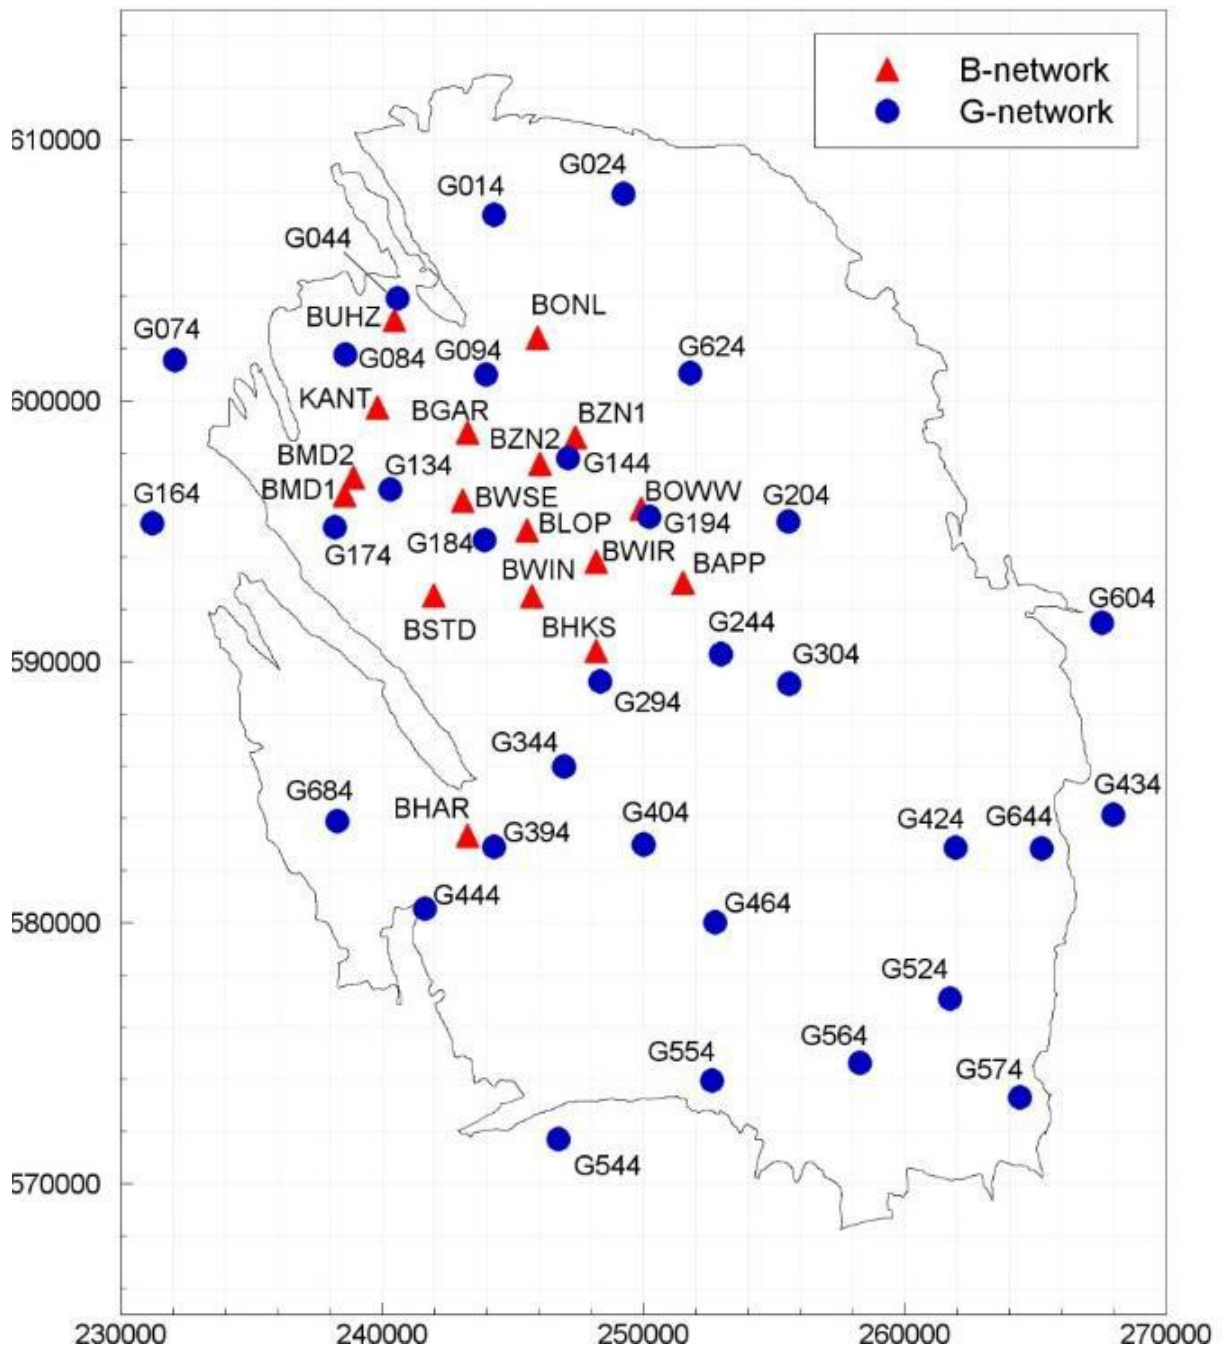 B-network
G-network
610000
G024
G014
G044
BONL
BUHZ
G074
G094
G624
G084
600000
KANT
BGAR
BZN1
BZN2
BMD2
G134
G144
BMD1
G164
BWSE
BOWW
G204
BLOP
G194
G174
G184
BWIR
BWIN
BAPP
G604
BSTD
BHKS
G244
590000
G304
G294
G344
G684
G434
BHAR
G404
G424
G644
G394
G444
G464
580000
G524
G564
G554
G574
G544
570000
230000 240000 250000 260000 270000